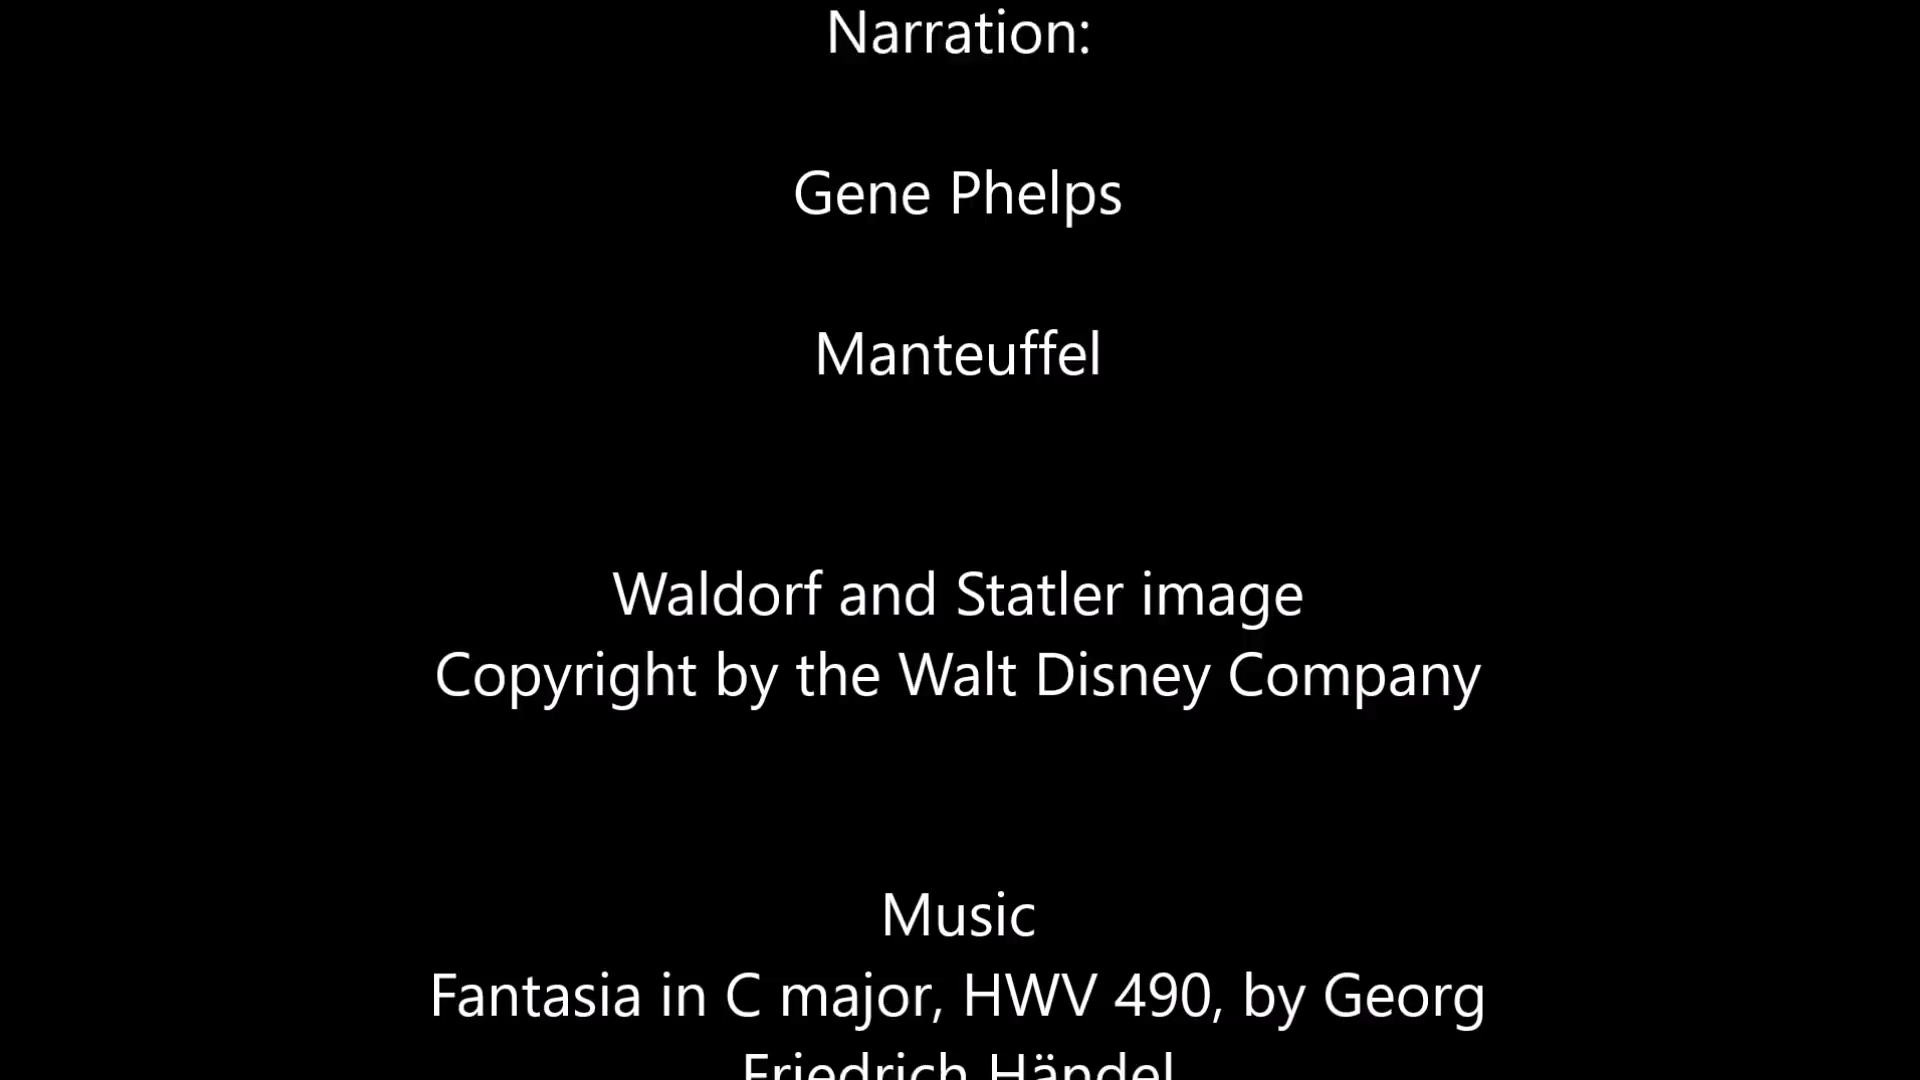 Narration:
Gene Phelps
Manteuffel
Waldorf and Statler image
Copyright by the Walt Disney Company
Music
Fantasia in C major, HWV 490, by Georg
Friedrich Händel